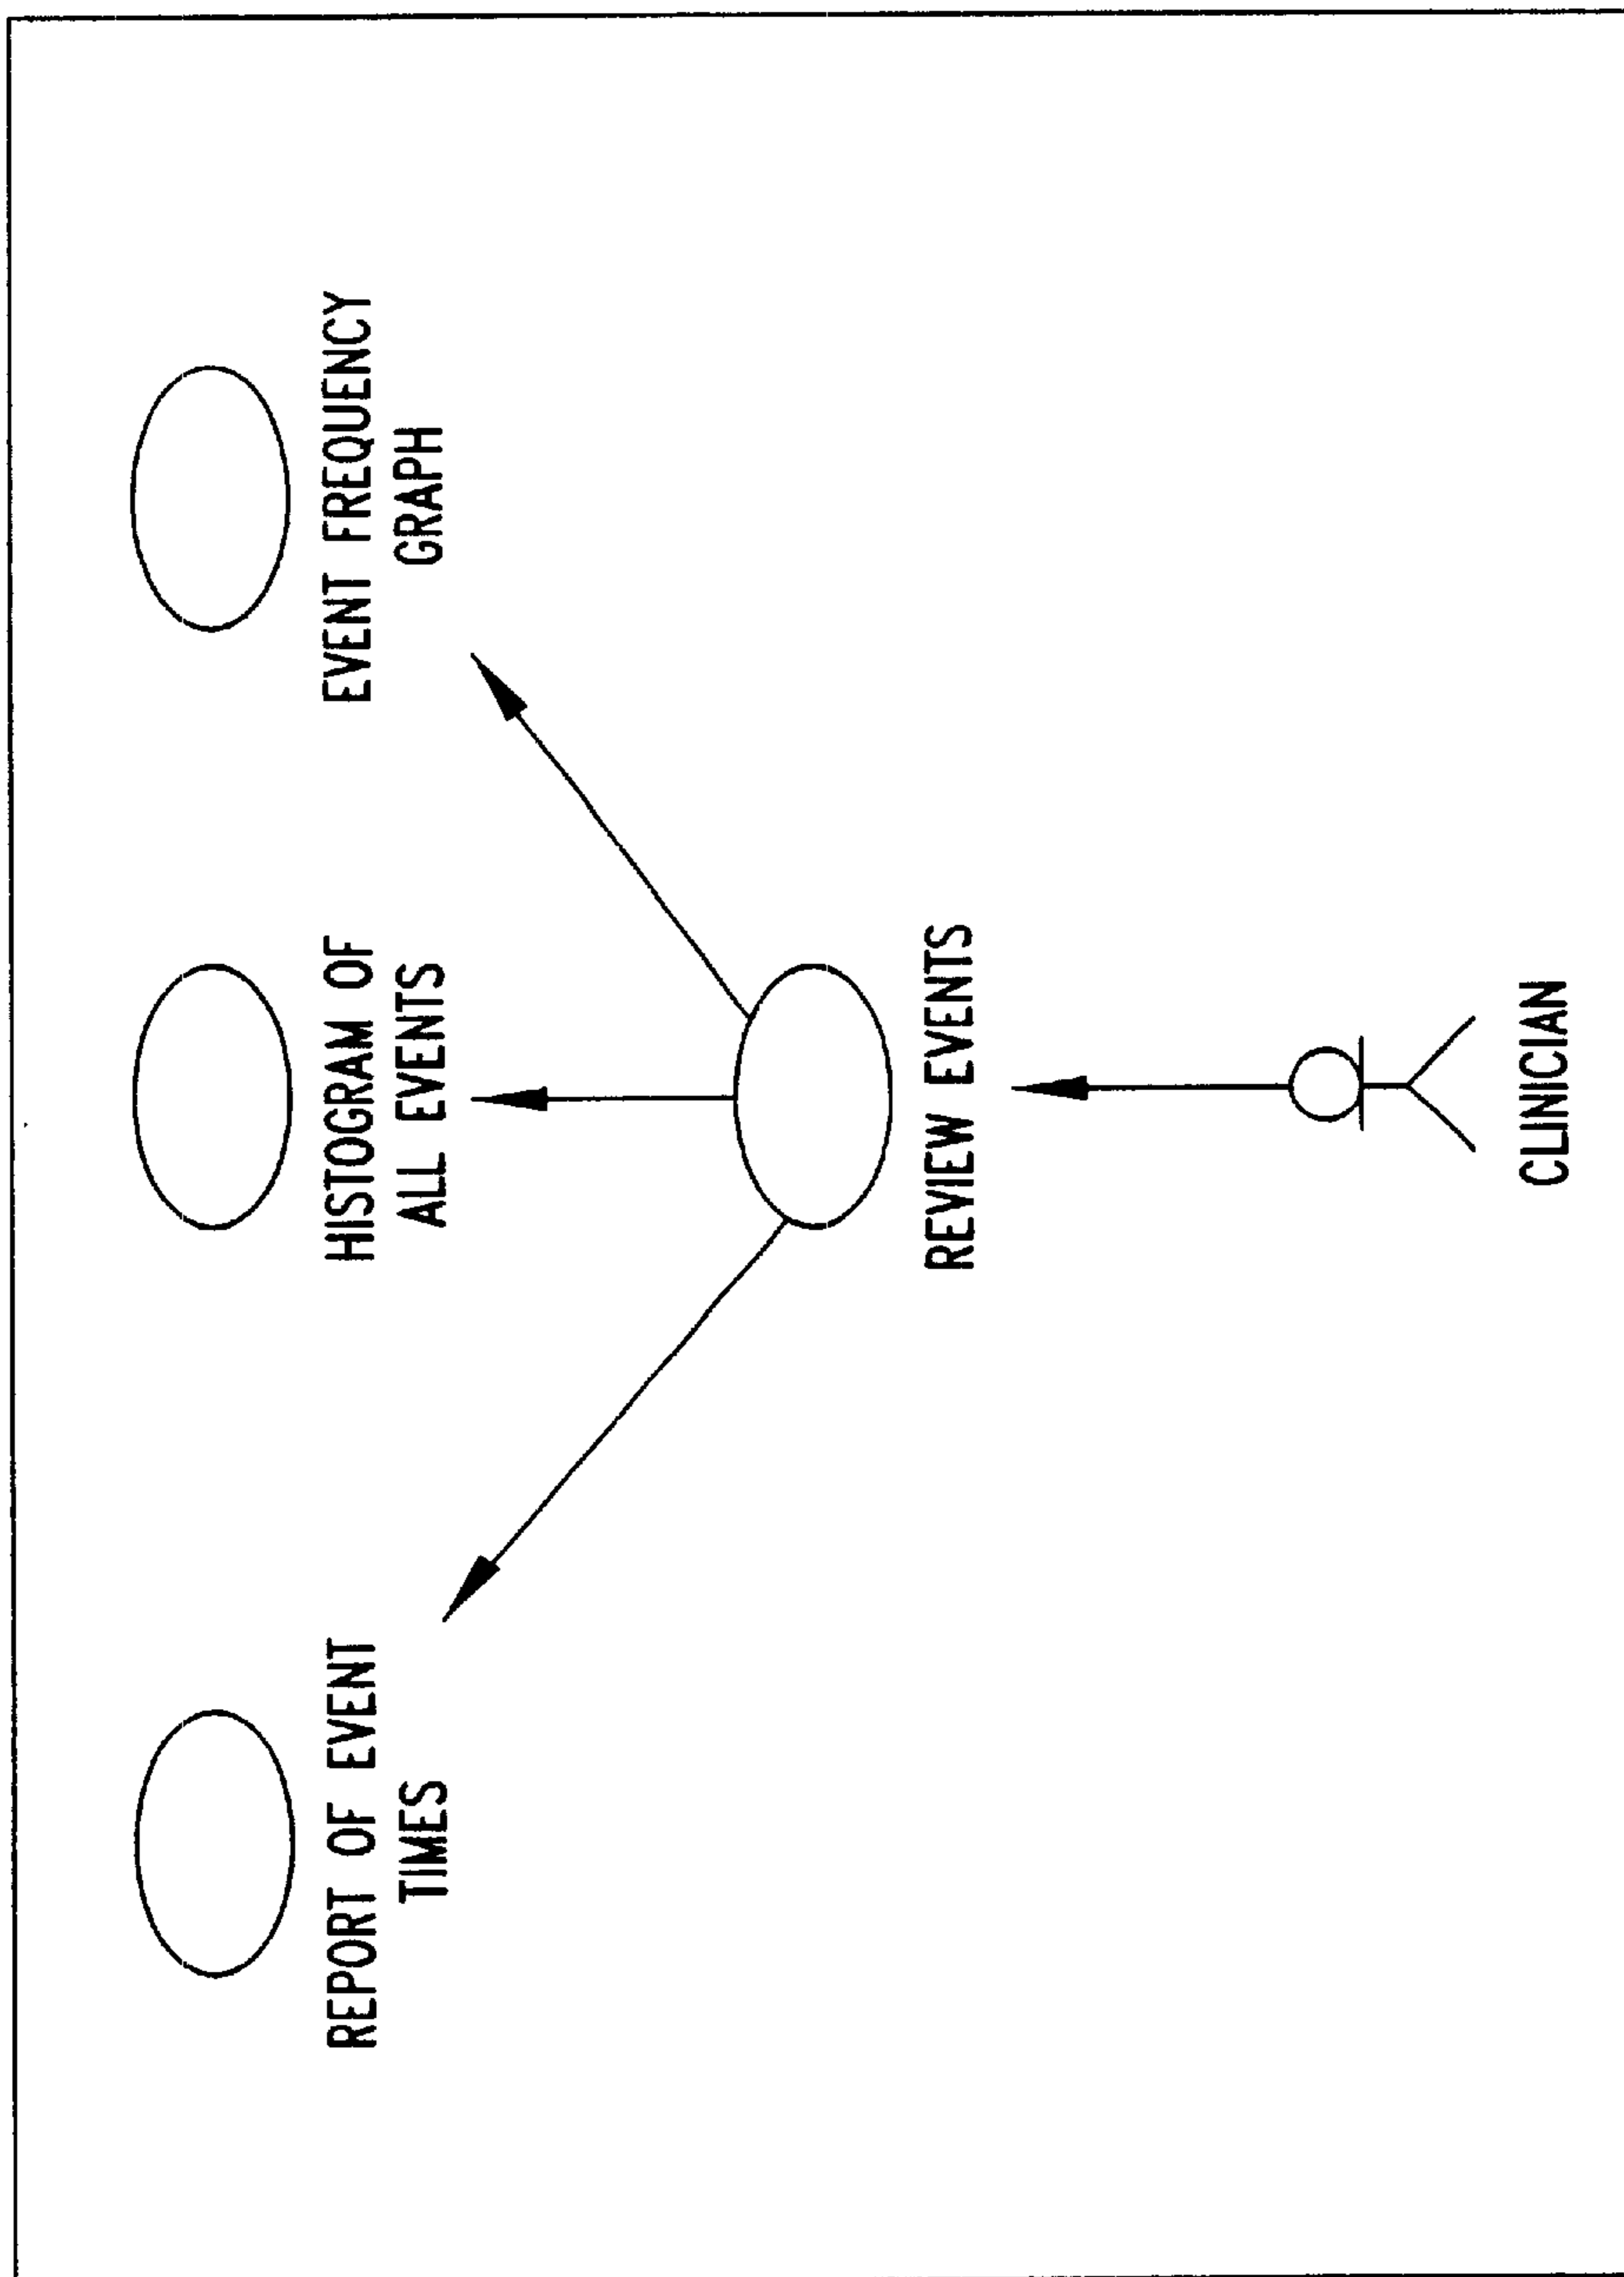 REPORT OF EVENT
TIMES
HISTOGRAM OF
ALL EVENTS
EVENT FREQUENCY
GRAPH
REVIEW EVENTS
CLINICIAN